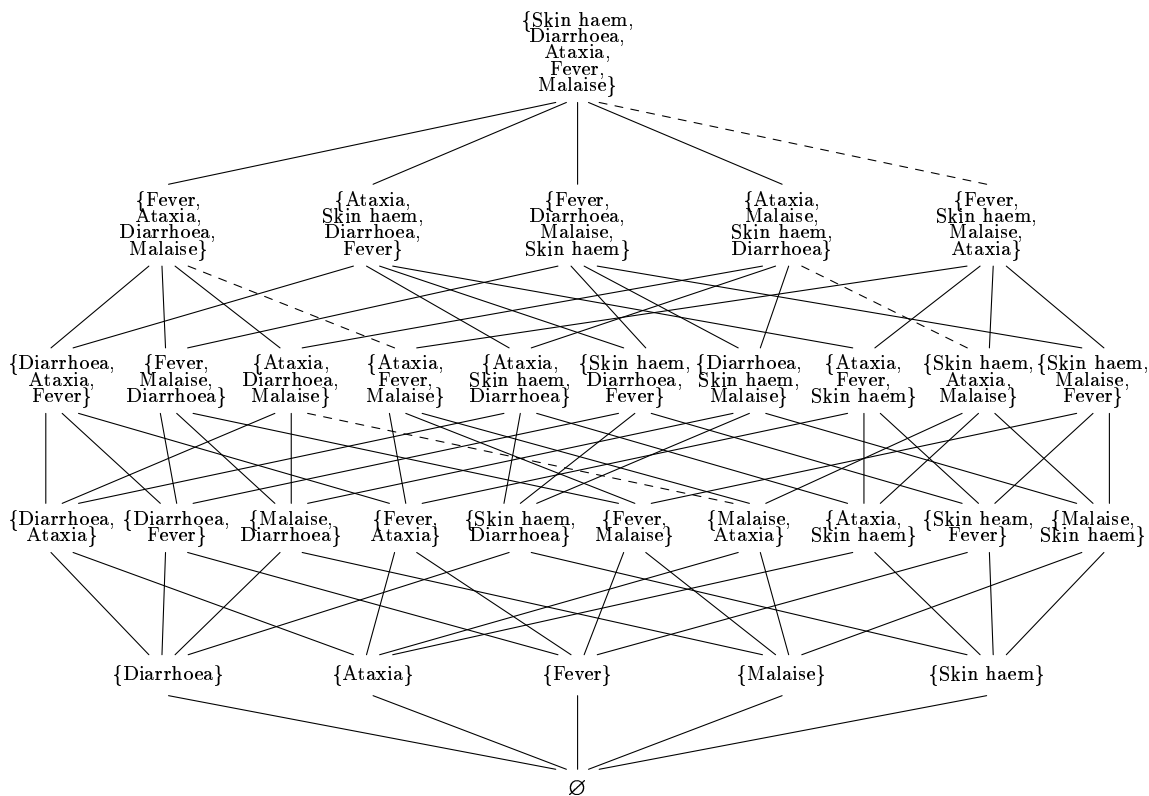 {Skin haem,
Diarrhoea,
Ataxia,
Fever,
Malaise}
{Fever,
Ataxia,
Diarrhoea,
Malaise}
{Ataxia,
Skin haem,
Diarrhoea,
Fever}
{Fever,
Diarrhoea,
Malaise,
Skin haem}
{Ataxia,
Malaise,
Skin haem,
Diarrhoea}
{Fever,
Skin haem,
Malaise,
Ataxia}
{Diarrhoea,
Ataxia,
Fever}
{Fever,
Malaise,
Diarrhoea}
{Ataxia,
Diarrhoea,
Malaise}
{Ataxia,
Fever,
Malaise}
{Ataxia,
Skin haem,
Diarrhoea}
{Skin haem,
Diarrhoea,
Fever}
{Diarrhoea,
Skin haem,
Malaise}
{Ataxia,
Fever,
Skin haem}
{Skin haem,
Ataxia,
Malaise}
{Skin haem,
Malaise,
Fever}
{Diarrhoea,
Ataxia}
{Diarrhoea,
Fever}
{Malaise,
Diarrhoea}
{Fever,
Ataxia}
{Skin haem,
Diarrhoea}
{Fever,
Malaise}
{Malaise,
Ataxia}
{Ataxia,
Skin haem}
{Skin heam,
Fever}
{Malaise,
Skin haem}
{Diarrhoea}
{Ataxia}
{Fever}
{Malaise}
{Skin haem}
∅